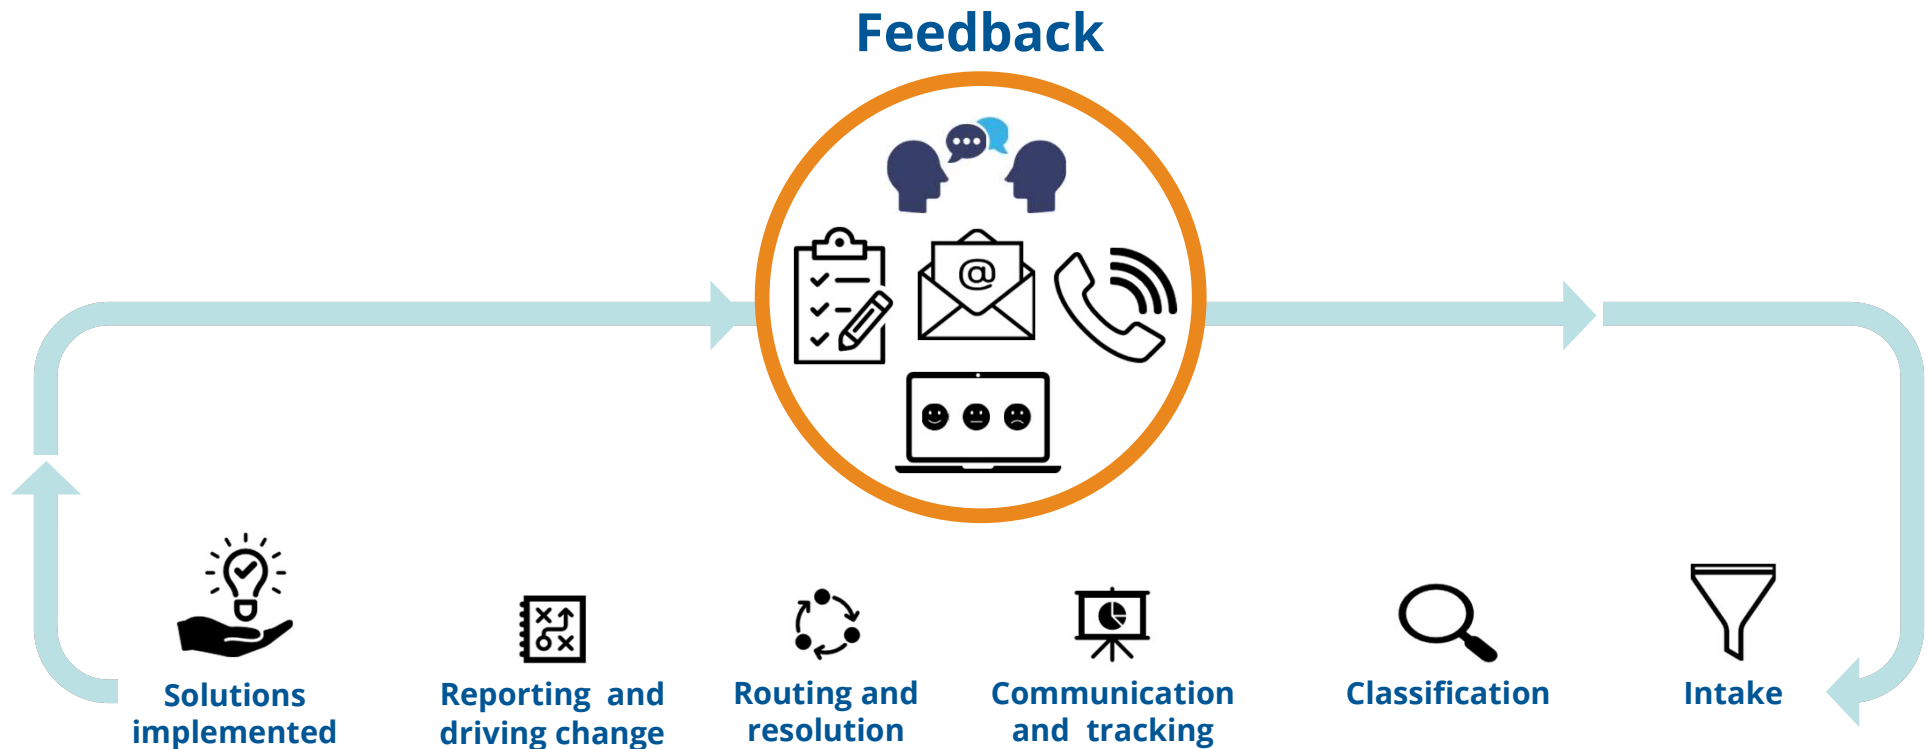 Feedback
@
Solutions
implemented
Reporting and
driving change
Routing and
resolution
Communication
and tracking
Classification
Intake